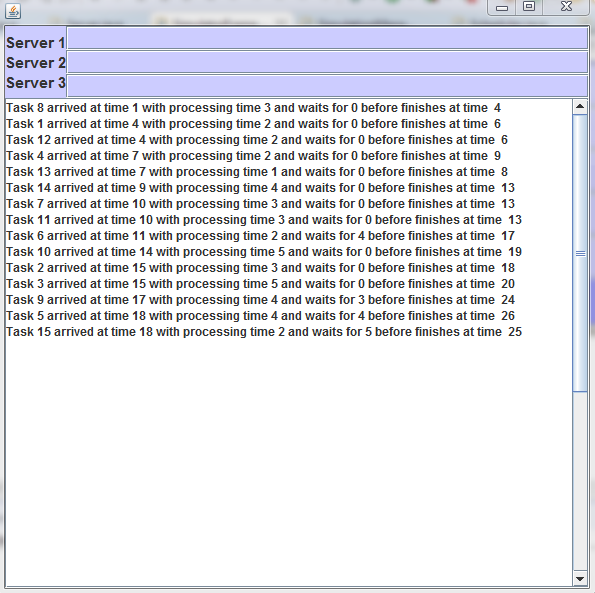 Server 1
Server 2
Server 3
Task 8 arrived at time 1 with processing time 3 and waits for 0 before finishes at time  4
Task 1 arrived at time 4 with processing time 2 and waits for 0 before finishes at time  6
Task 12 arrived at time 4 with processing time 2 and waits for 0 before finishes at time  6
Task 4 arrived at time 7 with processing time 2 and waits for 0 before finishes at time  9
Task 13 arrived at time 7 with processing time 1 and waits for 0 before finishes at time  8
Task 14 arrived at time 9 with processing time 4 and waits for 0 before finishes at time  13
Task 7 arrived at time 10 with processing time 3 and waits for 0 before finishes at time  13
Task 11 arrived at time 10 with processing time 3 and waits for 0 before finishes at time  13
Task 6 arrived at time 11 with processing time 2 and waits for 4 before finishes at time  17
Task 10 arrived at time 14 with processing time 5 and waits for 0 before finishes at time  19
Task 2 arrived at time 15 with processing time 3 and waits for 0 before finishes at time  18
Task 3 arrived at time 15 with processing time 5 and waits for 0 before finishes at time  20
Task 9 arrived at time 17 with processing time 4 and waits for 3 before finishes at time  24
Task 5 arrived at time 18 with processing time 4 and waits for 4 before finishes at time  26
Task 15 arrived at time 18 with processing time 2 and waits for 5 before finishes at time  25